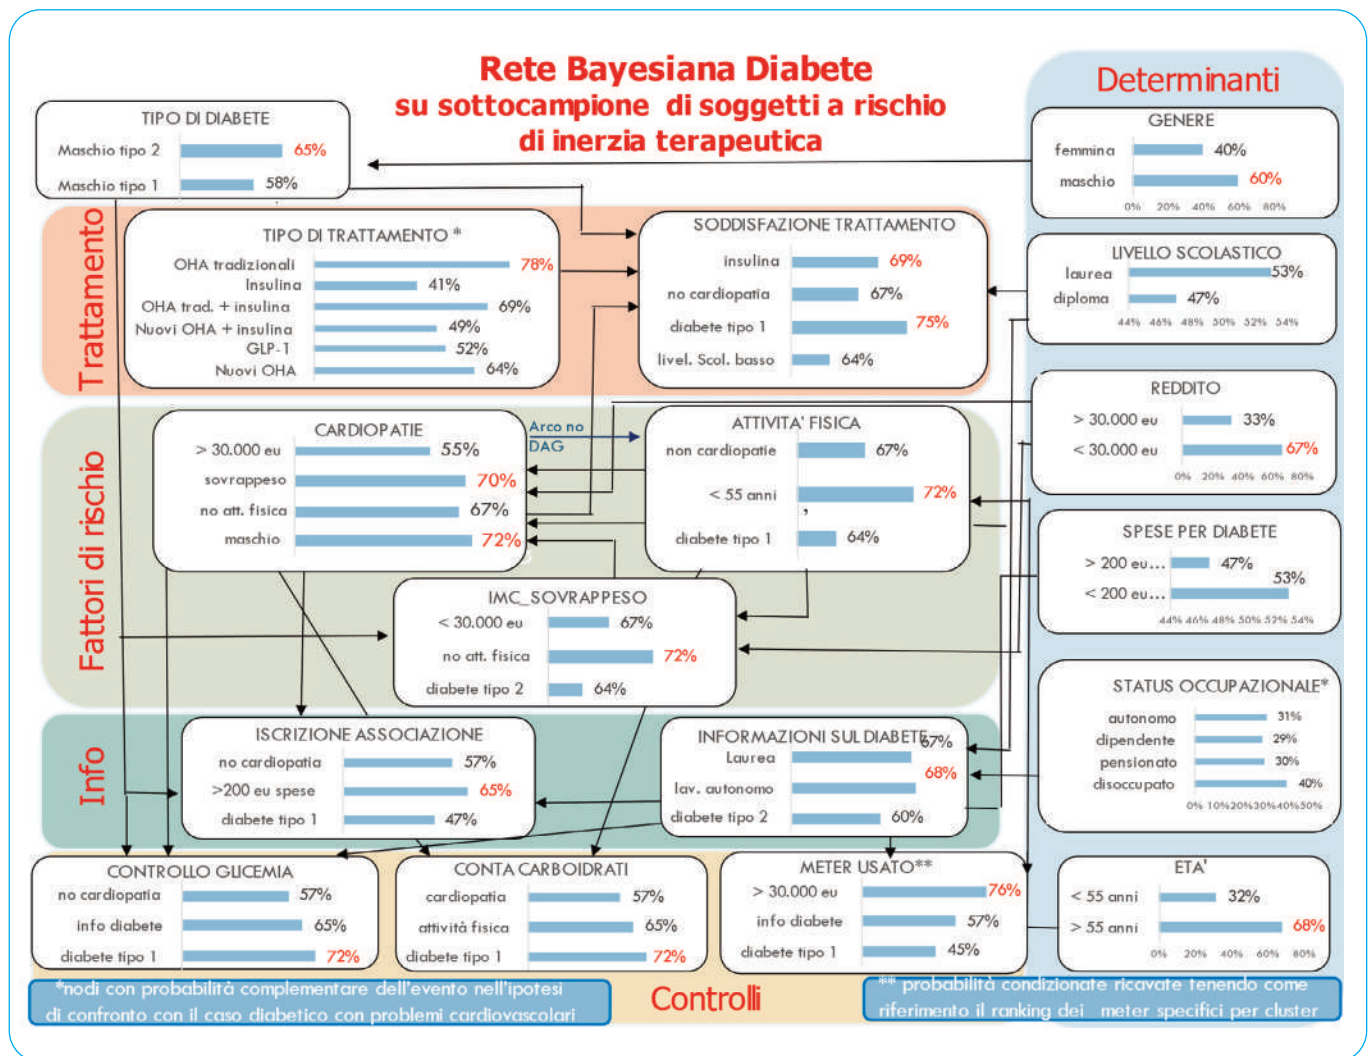 Rete Bayesiana Diabete
su sottocampione di soggetti a rischio
di inerzia terapeutica
Determinanti
TIPO DI DIABETE
Maschio tipo 2 65%
Maschio tipo 1 58%
GENERE
femmina 40%
maschio 60%
0% 20% 40% 60% 80%
Trattamento
TIPO DI TRATTAMENTO *
OHA tradizionali 78%
Insulina 41%
OHA trad. + insulina 69%
Nuovi OHA + insulina 49%
GLP-1 52%
Nuovi OHA 64%
SODDISFAZIONE TRATTAMENTO
insulina 69%
no cardiopatia 67%
diabete tipo 1 75%
livel. Scol. basso 64%
LIVELLO SCOLASTICO
laurea 53%
diploma 47%
44% 46% 48% 50% 52% 54%
Fattori di rischio
CARDIOPATIE
> 30.000 eu 55%
sovrappeso 70%
no att. fisica 67%
maschio 72%
Arco no
DAG
ATTIVITA' FISICA
non cardiopatie 67%
< 55 anni 72%
,
diabete tipo 1 64%
REDDITO
> 30.000 eu 33%
< 30.000 eu 67%
0% 20% 40% 60% 80%
SPESE PER DIABETE
> 200 eu... 47%
< 200 eu... 53%
44% 46% 48% 50% 52% 54%
IMC_SOVRAPPESO
< 30.000 eu 67%
no att. fisica 72%
diabete tipo 2 64%
STATUS OCCUPAZIONALE*
autonomo 31%
dipendente 29%
pensionato 30%
disoccupato 40%
0% 10%20%30%40%50%
Info
ISCRIZIONE ASSOCIAZIONE
no cardiopatia 57%
>200 eu spese 65%
diabete tipo 1 47%
INFORMAZIONI SUL DIABETE
Laurea 67%
lav. autonomo 68%
diabete tipo 2 60%
CONTROLLO GLICEMIA
no cardiopatia 57%
info diabete 65%
diabete tipo 1 72%
CONTA CARBOIDRATI
cardiopatia 57%
attività fisica 65%
diabete tipo 1 72%
METER USATO**
> 30.000 eu 76%
info diabete 57%
diabete tipo 1 45%
ETA'
< 55 anni 32%
> 55 anni 68%
0% 20% 40% 60% 80%
*nodi con probabilità complementare dell'evento nell'ipotesi
di confronto con il caso diabetico con problemi cardiovascolari
Controlli
** probabilità condizionate ricavate tenendo come
riferimento il ranking dei meter specifici per cluster